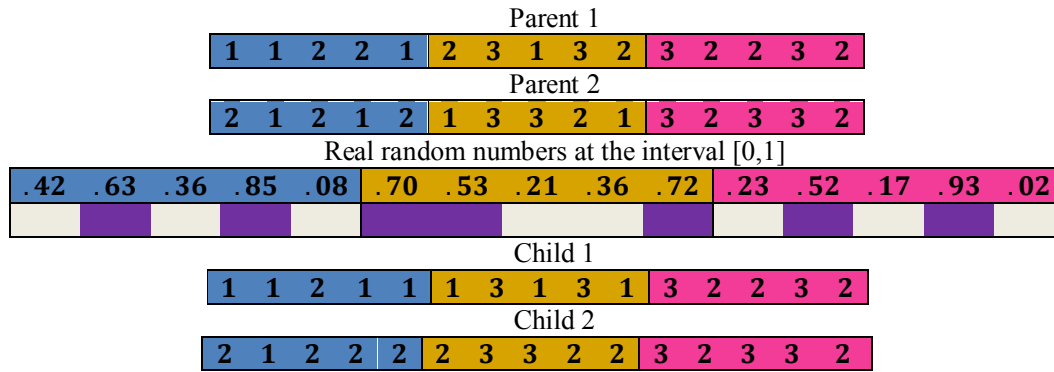 Parent 1
1 1 2 2 1 2 3 1 3 2 3 2 2 3 2
Parent 2
2 1 2 1 2 1 3 3 2 1 3 2 3 3 2
Real random numbers at the interval [0,1]
.42 .63 .36 .85 .08 .70 .53 .21 .36 .72 .23 .52 .17 .93 .02
Child 1
1 1 2 1 1 1 3 1 3 1 3 2 2 3 2
Child 2
2 1 2 2 2 2 3 3 2 2 3 2 3 3 2